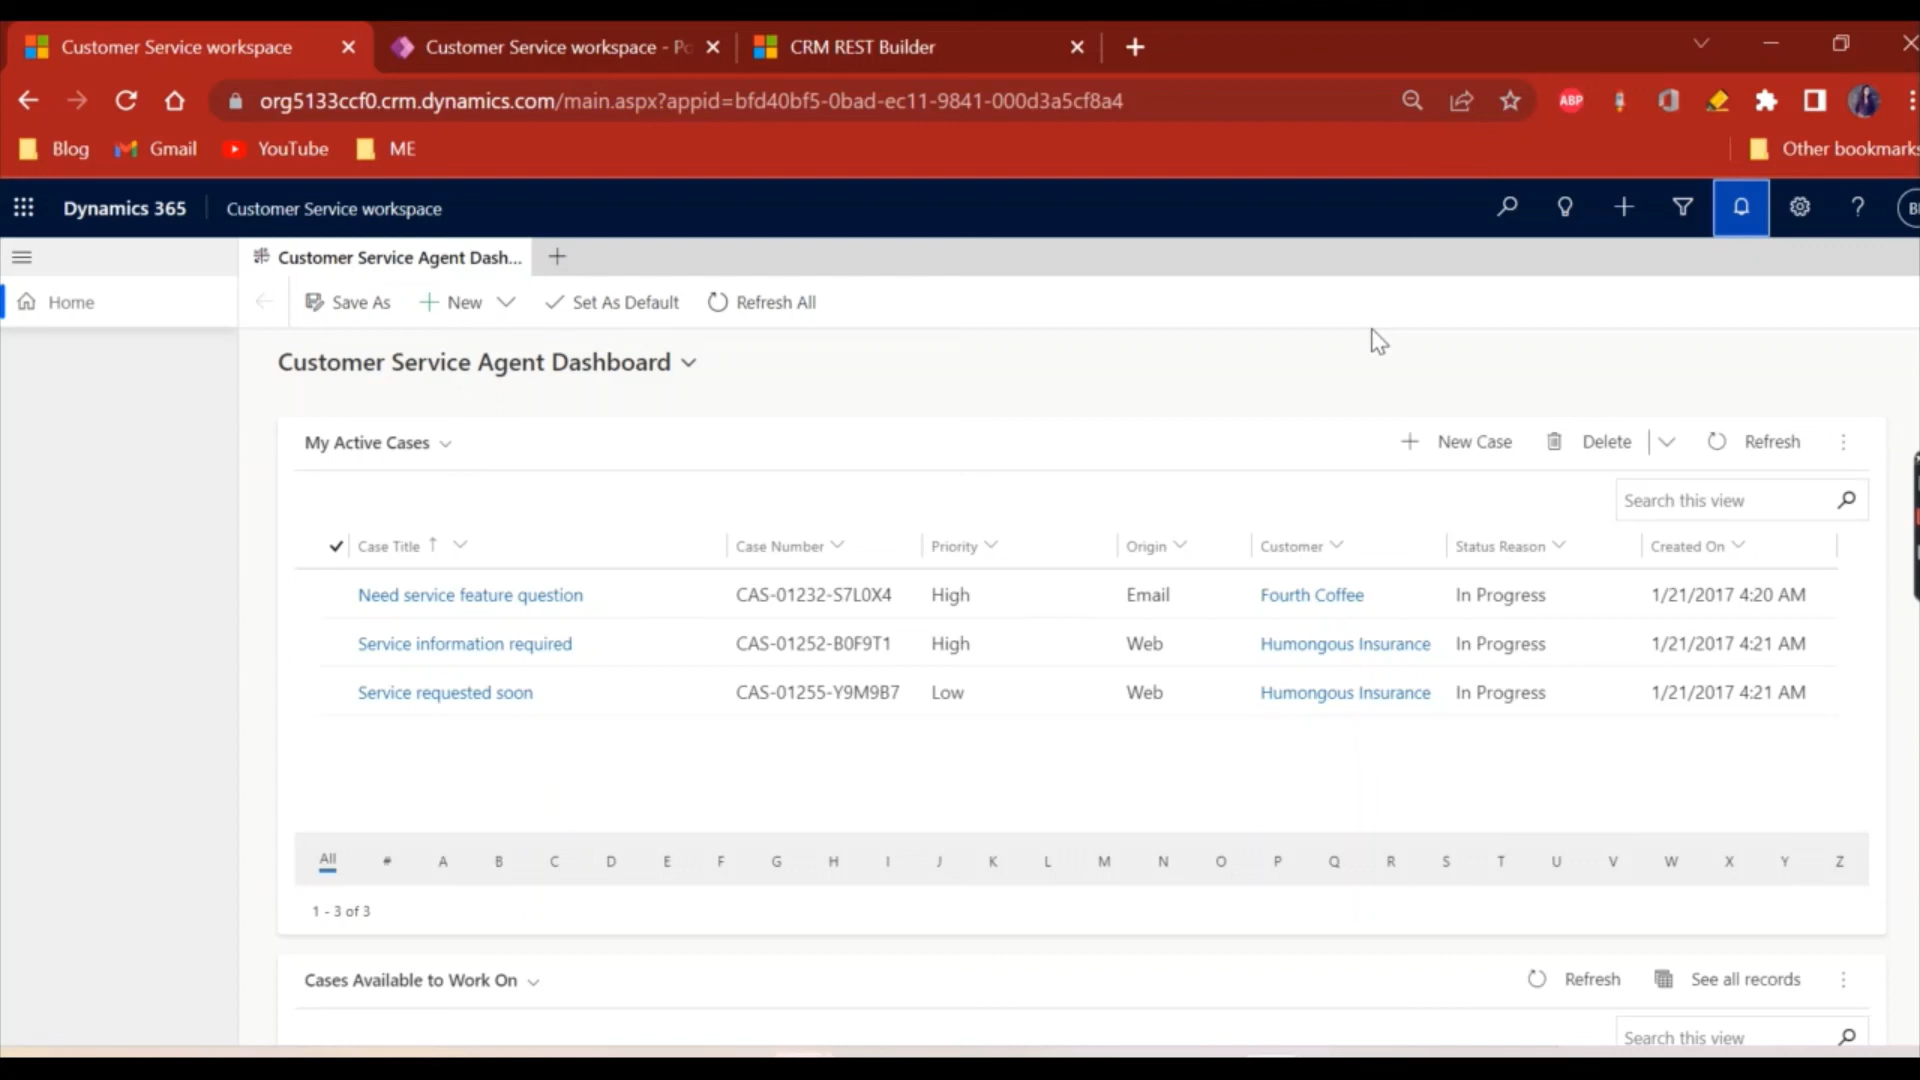 Customer Service workspace
Customer Service workspace - Po
CRM REST Builder
org5133ccf0.crm.dynamics.com/main.aspx?appid=bfd40bf5-0bad-ec11-9841-000d3a5cf8a4
ABP
Blog
Gmail
YouTube
ME
Other bookmarks
Dynamics 365
Customer Service workspace
Customer Service Agent Dash...
Home
Save As
New
Set As Default
Refresh All
Customer Service Agent Dashboard
My Active Cases
New Case
Delete
Refresh
Search this view
Case Title
Case Number
Priority
Origin
Customer
Status Reason
Created On
Need service feature question CAS-01232-S7L0X4 High Email Fourth Coffee In Progress 1/21/2017 4:20 AM
Service information required CAS-01252-B0F9T1 High Web Humongous Insurance In Progress 1/21/2017 4:21 AM
Service requested soon CAS-01255-Y9M9B7 Low Web Humongous Insurance In Progress 1/21/2017 4:21 AM
All # A B C D E F G H I J K L M N O P Q R S T U V W X Y Z
1 - 3 of 3
Cases Available to Work On
Refresh
See all records
Search this view